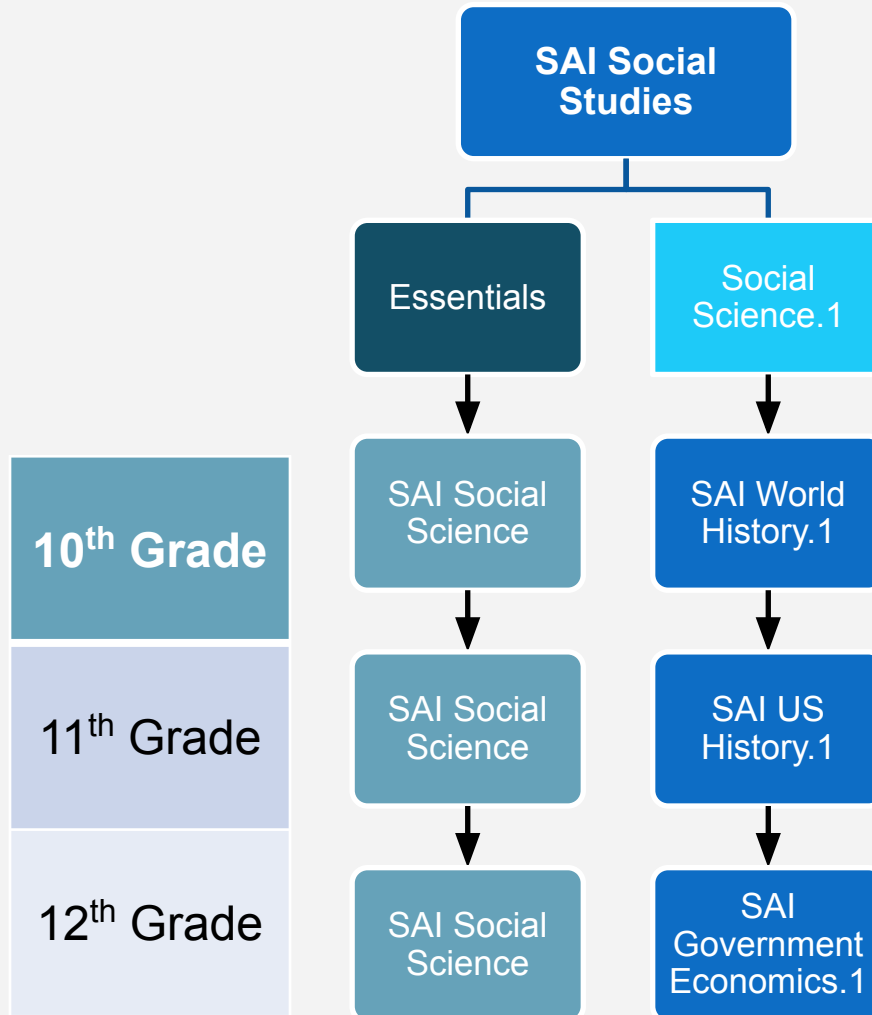 SAI Social
Studies
Essentials
Social
Science.1
10th Grade
SAI Social
Science
SAI World
History.1
11th Grade
SAI Social
Science
SAI US
History.1
12th Grade
SAI Social
Science
SAI
Government
Economics.1